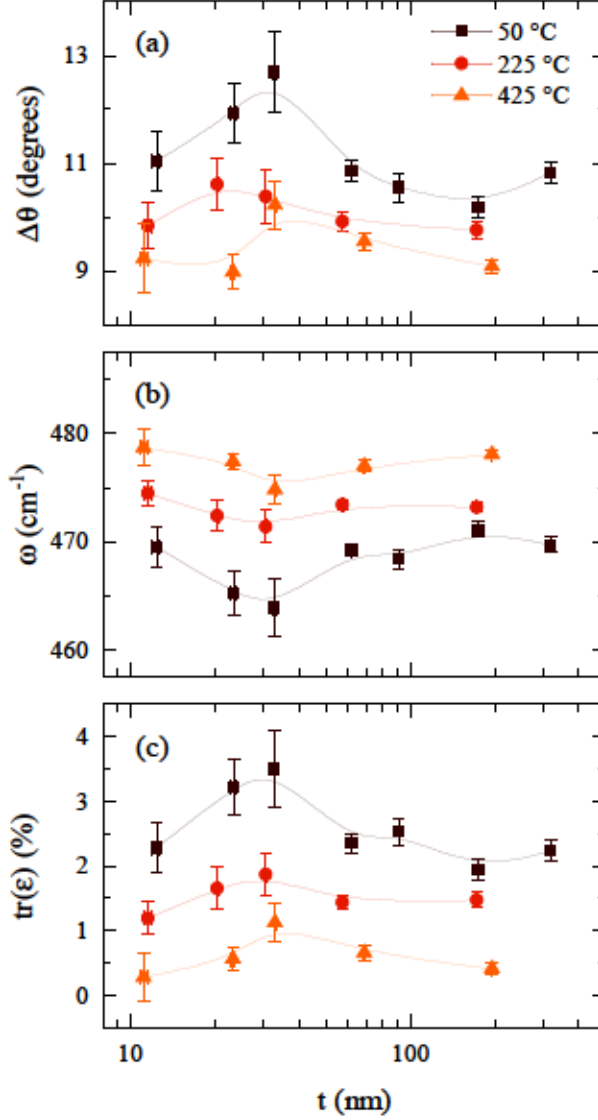 (a)
50 °C
225 °C
425 °C
13
11
9
Δθ (degrees)
(b)
480
470
460
ω (cm⁻¹)
(c)
4
3
2
1
0
tr(ε) (%)
10
100
t (nm)